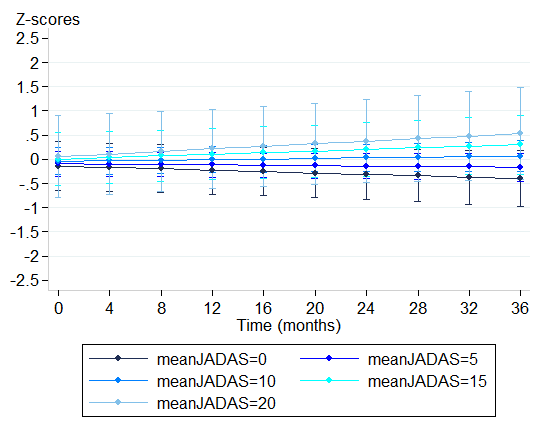 Z-scores
2.5
2
1.5
1
.5
0
-.5
-1
-1.5
-2
-2.5
0 4 8 12 16 20 24 28 32 36
Time (months)
meanJADAS=0 meanJADAS=5
meanJADAS=10 meanJADAS=15
meanJADAS=20